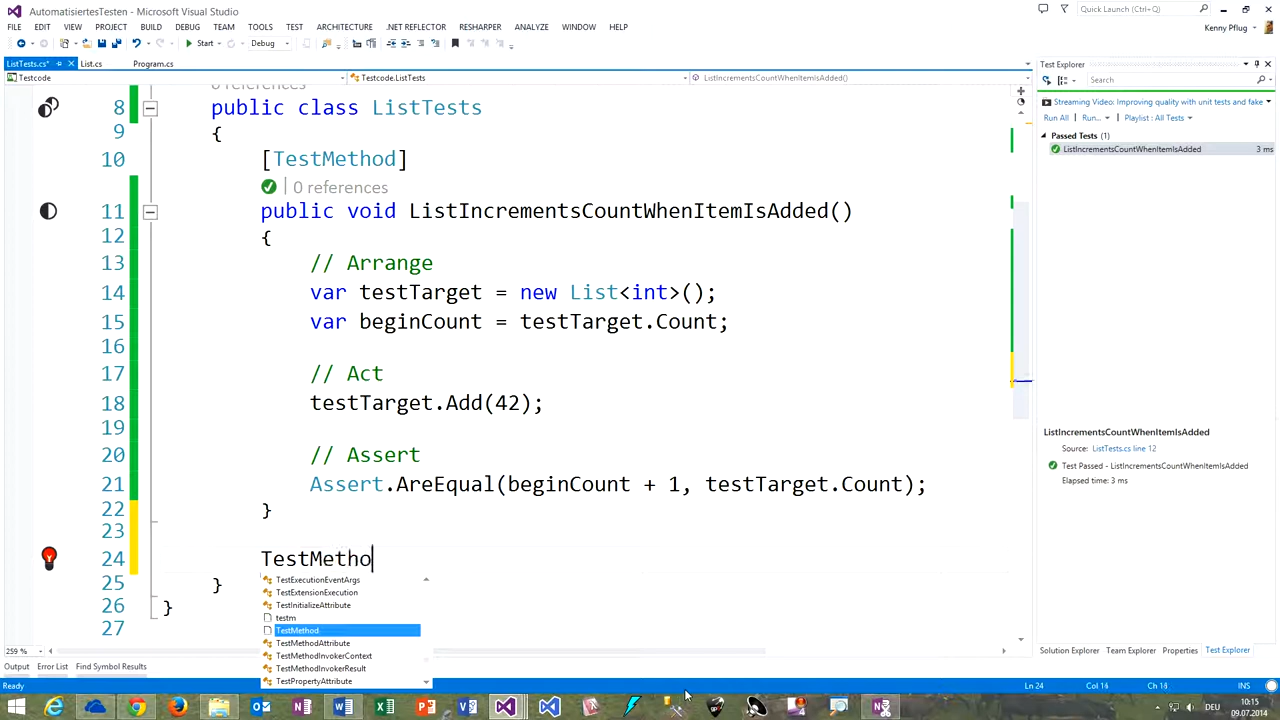 AutomatisiertesTesten - Microsoft Visual Studio
Quick Launch (Ctrl+Q)
FILE EDIT VIEW PROJECT BUILD DEBUG TEAM TOOLS TEST ARCHITECTURE .NET REFLECTOR RESHARPER ANALYZE WINDOW HELP
Kenny Pflug
Start Debug
ListTests.cs* List.cs Program.cs
Testcode Testcode.ListTests ListIncrementsCountWhenItemIsAdded()
8 public class ListTests
9 {
10 [TestMethod]
0 references
11 public void ListIncrementsCountWhenItemIsAdded()
12 {
13 // Arrange
14 var testTarget = new List<int>();
15 var beginCount = testTarget.Count;
16
17 // Act
18 testTarget.Add(42);
19
20 // Assert
21 Assert.AreEqual(beginCount + 1, testTarget.Count);
22 }
23
24 TestMetho
25 }
26 }
27
TestExecutionEventArgs
TestExtensionExecution
TestInitializeAttribute
testm
TestMethod
TestMethodAttribute
TestMethodInvokerContext
TestMethodInvokerResult
TestPropertyAttribute
259 %
Test Explorer
Search
Streaming Video: Improving quality with unit tests and fake
Run All Run... Playlist : All Tests
Passed Tests (1)
ListIncrementsCountWhenItemIsAdded 3 ms
ListIncrementsCountWhenItemIsAdded
Source: ListTests.cs line 12
Test Passed - ListIncrementsCountWhenItemIsAdded
Elapsed time: 3 ms
Solution Explorer Team Explorer Properties Test Explorer
Output Error List Find Symbol Results
Ready Ln 24 Col 16 Ch 16 INS
DEU
10:15
09.07.2014